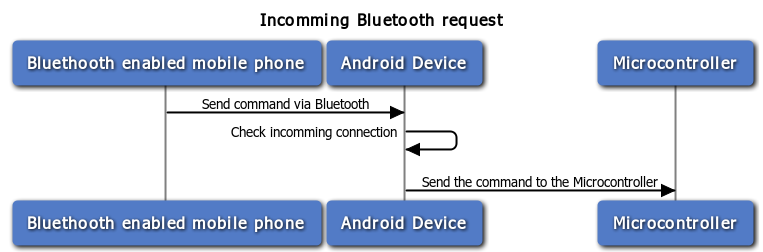 Incomming Bluetooth request
Bluethooth enabled mobile phone Android Device Microcontroller
Send command via Bluetooth
Check incomming connection
Send the command to the Microcontroller
Bluethooth enabled mobile phone Android Device Microcontroller